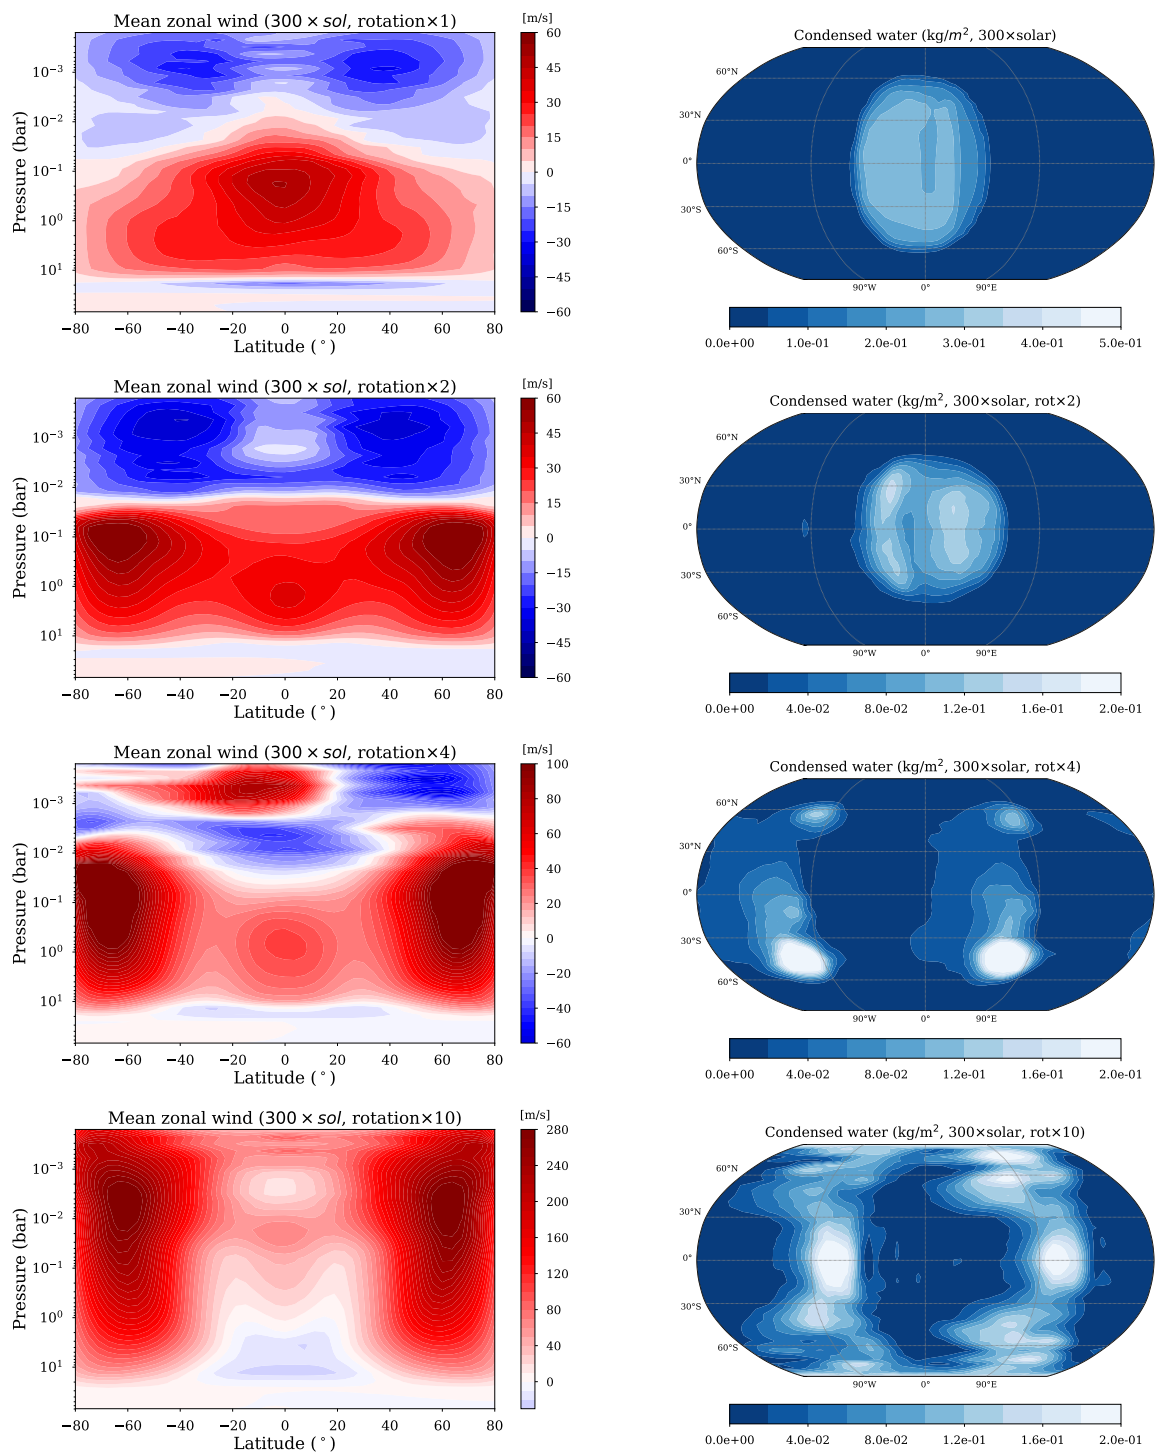 Mean zonal wind (300 × sol, rotation×1)
[m/s]
Pressure (bar)
10⁻³
10⁻²
10⁻¹
10⁰
10¹
60
45
30
15
0
−15
−30
−45
−60
−80 −60 −40 −20 0 20 40 60 80
Latitude (°)
Condensed water (kg/m², 300×solar)
60°N
30°N
0°
30°S
60°S
90°W 0° 90°E
0.0e+00 1.0e-01 2.0e-01 3.0e-01 4.0e-01 5.0e-01
Mean zonal wind (300 × sol, rotation×2)
[m/s]
Pressure (bar)
10⁻³
10⁻²
10⁻¹
10⁰
10¹
60
45
30
15
0
−15
−30
−45
−60
−80 −60 −40 −20 0 20 40 60 80
Latitude (°)
Condensed water (kg/m², 300×solar, rot×2)
60°N
30°N
0°
30°S
60°S
90°W 0° 90°E
0.0e+00 4.0e-02 8.0e-02 1.2e-01 1.6e-01 2.0e-01
Mean zonal wind (300 × sol, rotation×4)
[m/s]
Pressure (bar)
10⁻³
10⁻²
10⁻¹
10⁰
10¹
100
80
60
40
20
0
−20
−40
−60
−80 −60 −40 −20 0 20 40 60 80
Latitude (°)
Condensed water (kg/m², 300×solar, rot×4)
60°N
30°N
0°
30°S
60°S
90°W 0° 90°E
0.0e+00 4.0e-02 8.0e-02 1.2e-01 1.6e-01 2.0e-01
Mean zonal wind (300 × sol, rotation×10)
[m/s]
Pressure (bar)
10⁻³
10⁻²
10⁻¹
10⁰
10¹
280
240
200
160
120
80
40
0
−80 −60 −40 −20 0 20 40 60 80
Latitude (°)
Condensed water (kg/m², 300×solar, rot×10)
60°N
30°N
0°
30°S
60°S
90°W 0° 90°E
0.0e+00 4.0e-02 8.0e-02 1.2e-01 1.6e-01 2.0e-01